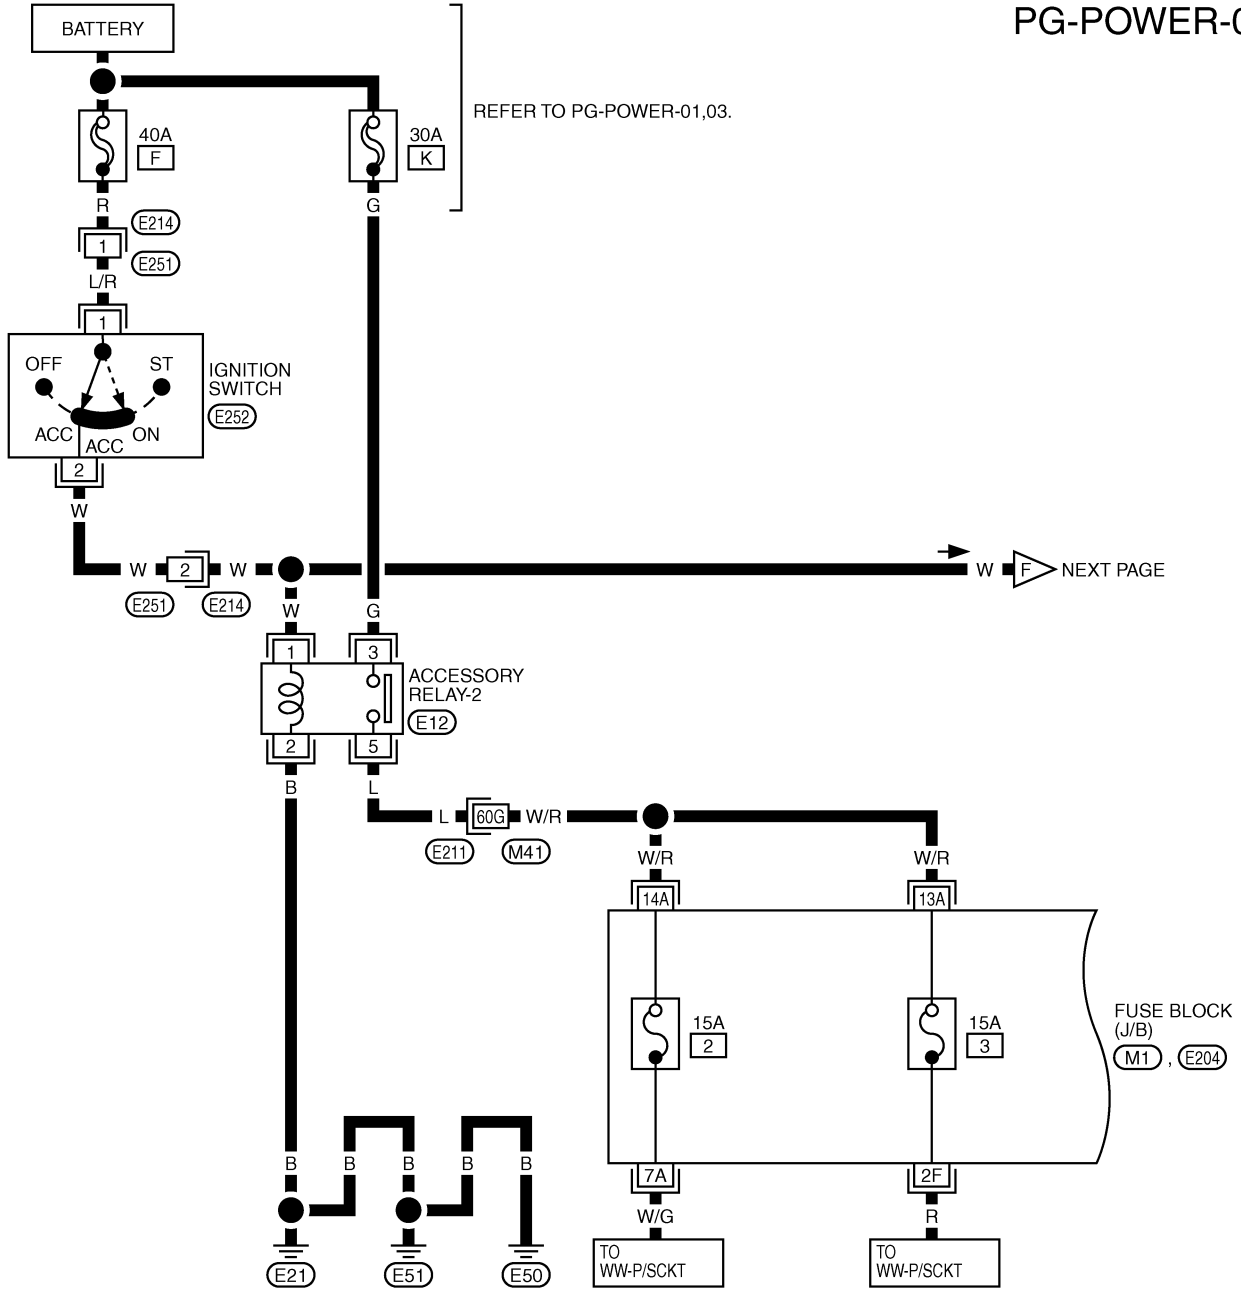 PG-POWER-0
BATTERY
REFER TO PG-POWER-01,03.
40A
F
30A
K
R
G
E214
1
E251
L/R
1
OFF
ST
IGNITION
SWITCH
E252
ACC
ACC
ON
2
W
W
2
W
W
F
NEXT PAGE
E251
E214
W
G
1
3
ACCESSORY
RELAY-2
E12
2
5
B
L
L
60G
W/R
E211
M41
W/R
W/R
14A
13A
15A
2
15A
3
FUSE BLOCK
(J/B)
M1
,
E204
B
B
B
B
B
7A
2F
W/G
R
E21
E51
E50
TO
WW-P/SCKT
TO
WW-P/SCKT